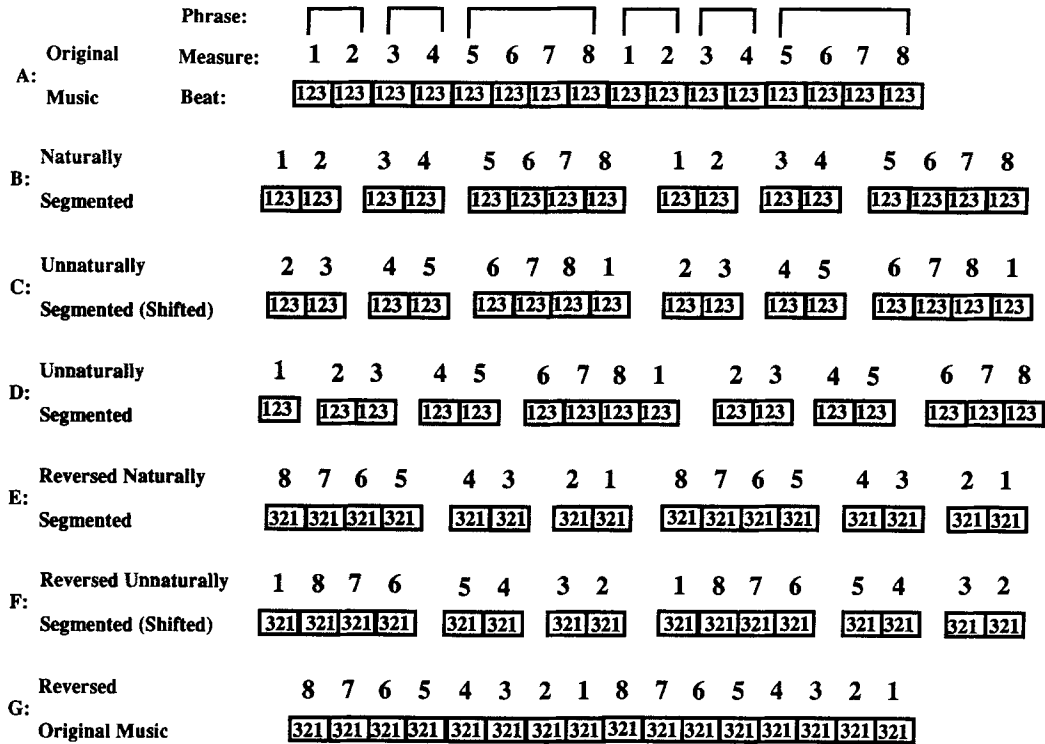 Phrase:
A: Original Measure: 1 2 3 4 5 6 7 8 1 2 3 4 5 6 7 8
Music Beat: 123 123 123 123 123 123 123 123 123 123 123 123 123 123 123 123
Naturally 1 2 3 4 5 6 7 8 1 2 3 4 5 6 7 8
B: Segmented 123 123 123 123 123 123 123 123 123 123 123 123 123 123 123 123
Unnaturally 2 3 4 5 6 7 8 1 2 3 4 5 6 7 8 1
C: Segmented (Shifted) 123 123 123 123 123 123 123 123 123 123 123 123 123 123 123 123
Unnaturally 1 2 3 4 5 6 7 8 1 2 3 4 5 6 7 8
D: Segmented 123 123 123 123 123 123 123 123 123 123 123 123 123 123 123 123
Reversed Naturally 8 7 6 5 4 3 2 1 8 7 6 5 4 3 2 1
E: Segmented 321 321 321 321 321 321 321 321 321 321 321 321 321 321 321 321
Reversed Unnaturally 1 8 7 6 5 4 3 2 1 8 7 6 5 4 3 2
F: Segmented (Shifted) 321 321 321 321 321 321 321 321 321 321 321 321 321 321 321 321
Reversed 8 7 6 5 4 3 2 1 8 7 6 5 4 3 2 1
G: Original Music 321 321 321 321 321 321 321 321 321 321 321 321 321 321 321 321